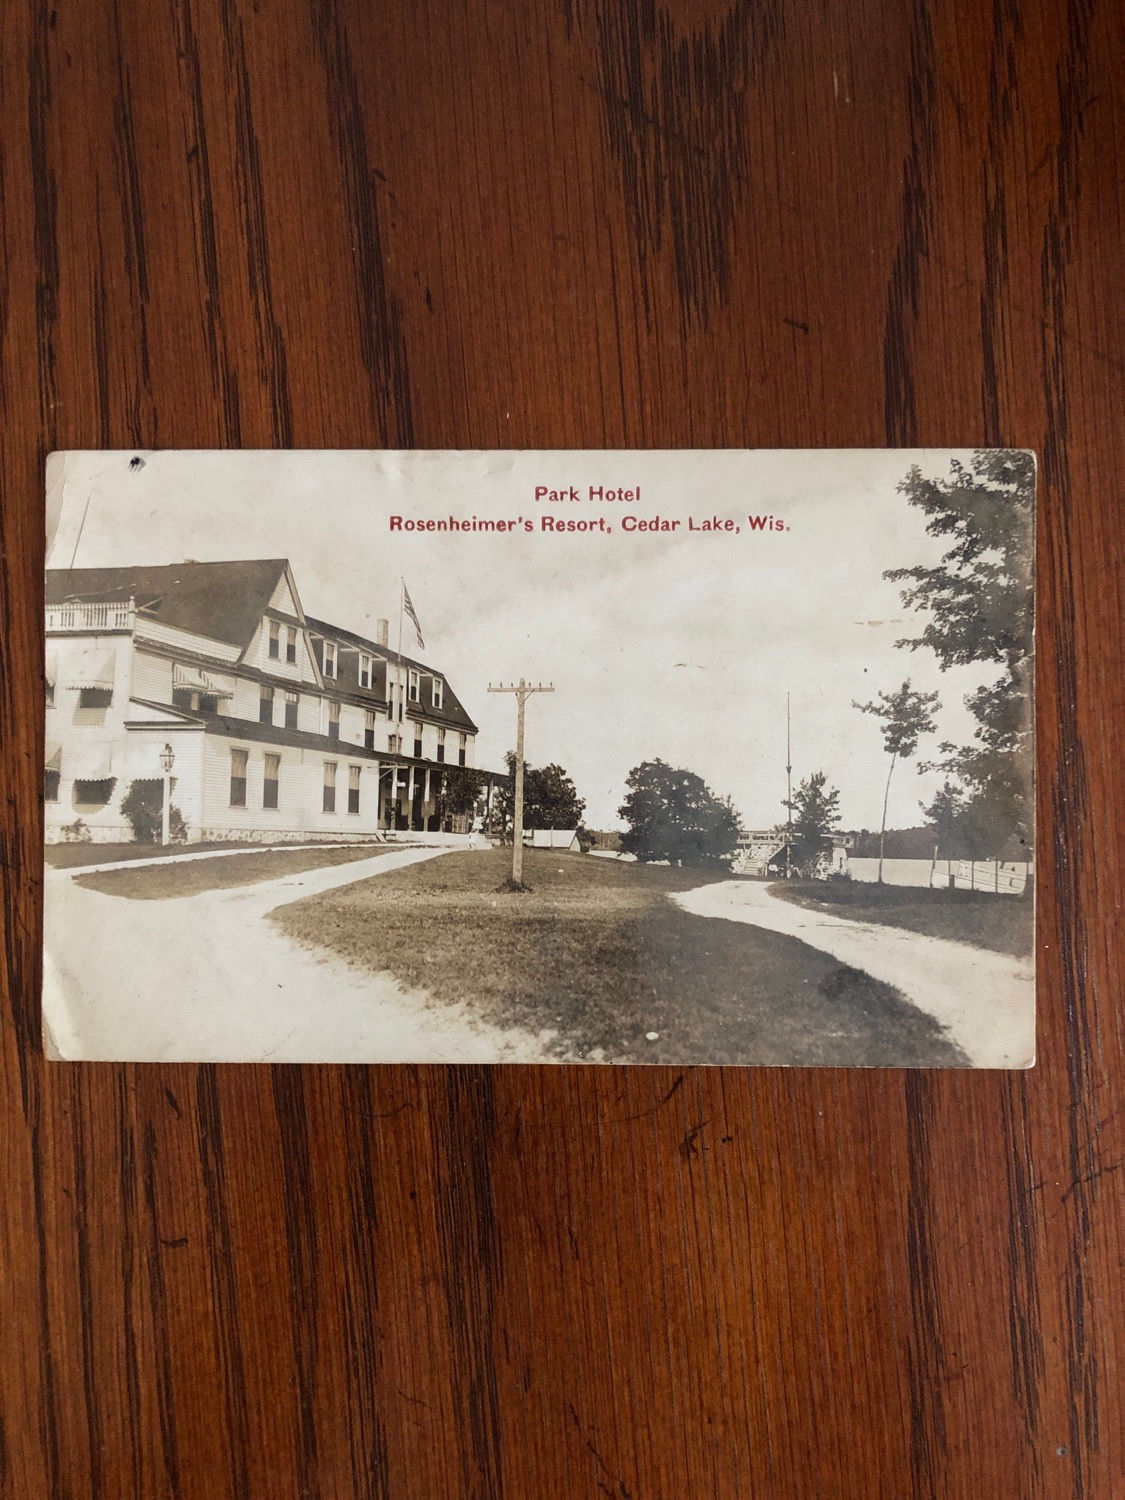 Park Hotel
Rosenheimer's Resort, Cedar Lake, Wis.